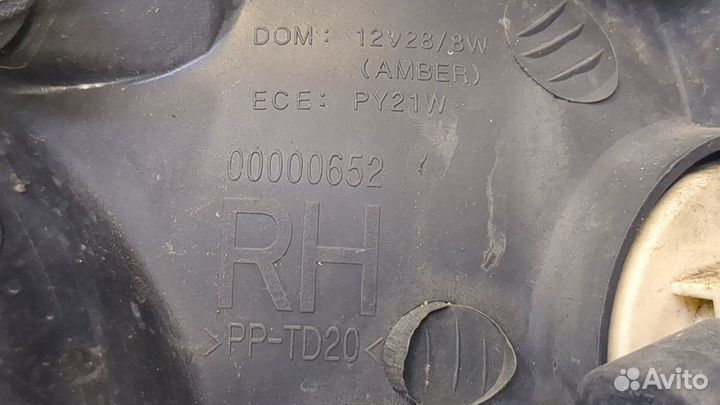 DOM: 12V28/8W
(AMBER)
ECE: PY21W
00000652
RH
>PP-TD20<
Avito